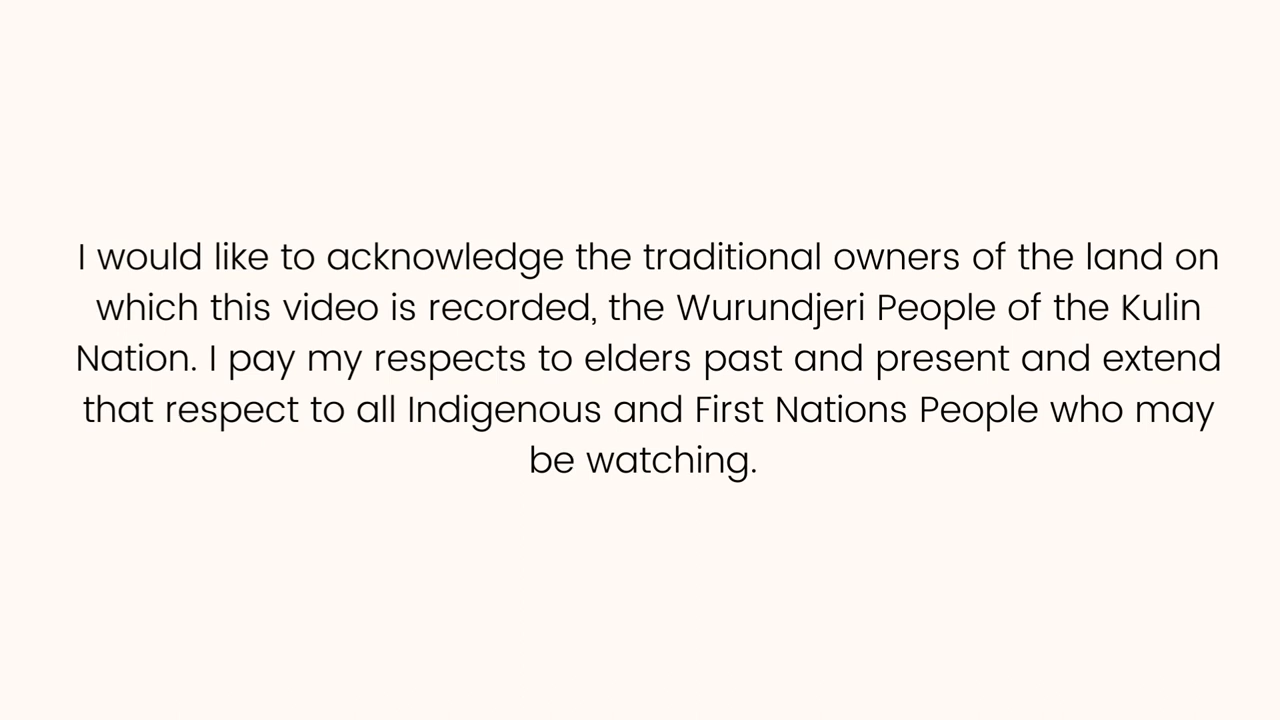 I would like to acknowledge the traditional owners of the land on
which this video is recorded, the Wurundjeri People of the Kulin
Nation. I pay my respects to elders past and present and extend
that respect to all Indigenous and First Nations People who may
be watching.